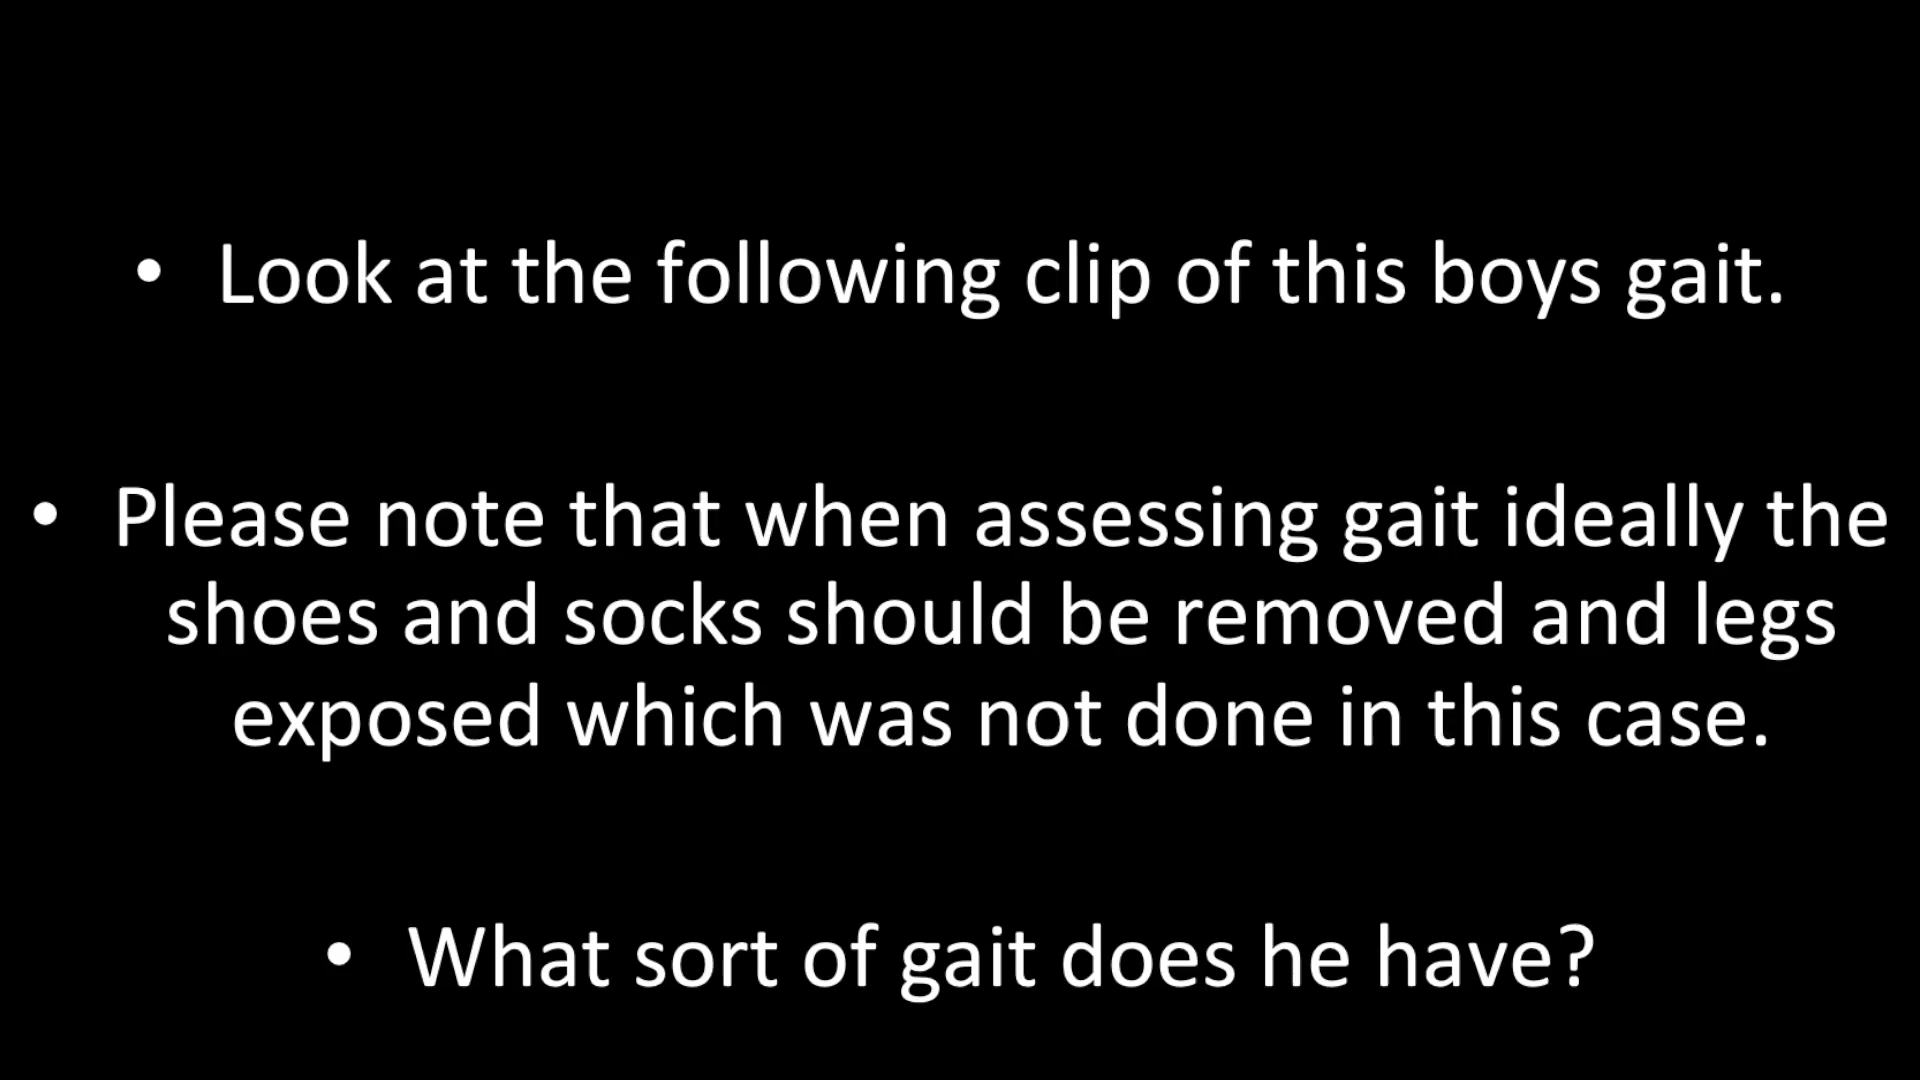 • Look at the following clip of this boys gait.
• Please note that when assessing gait ideally the
shoes and socks should be removed and legs
exposed which was not done in this case.
• What sort of gait does he have?